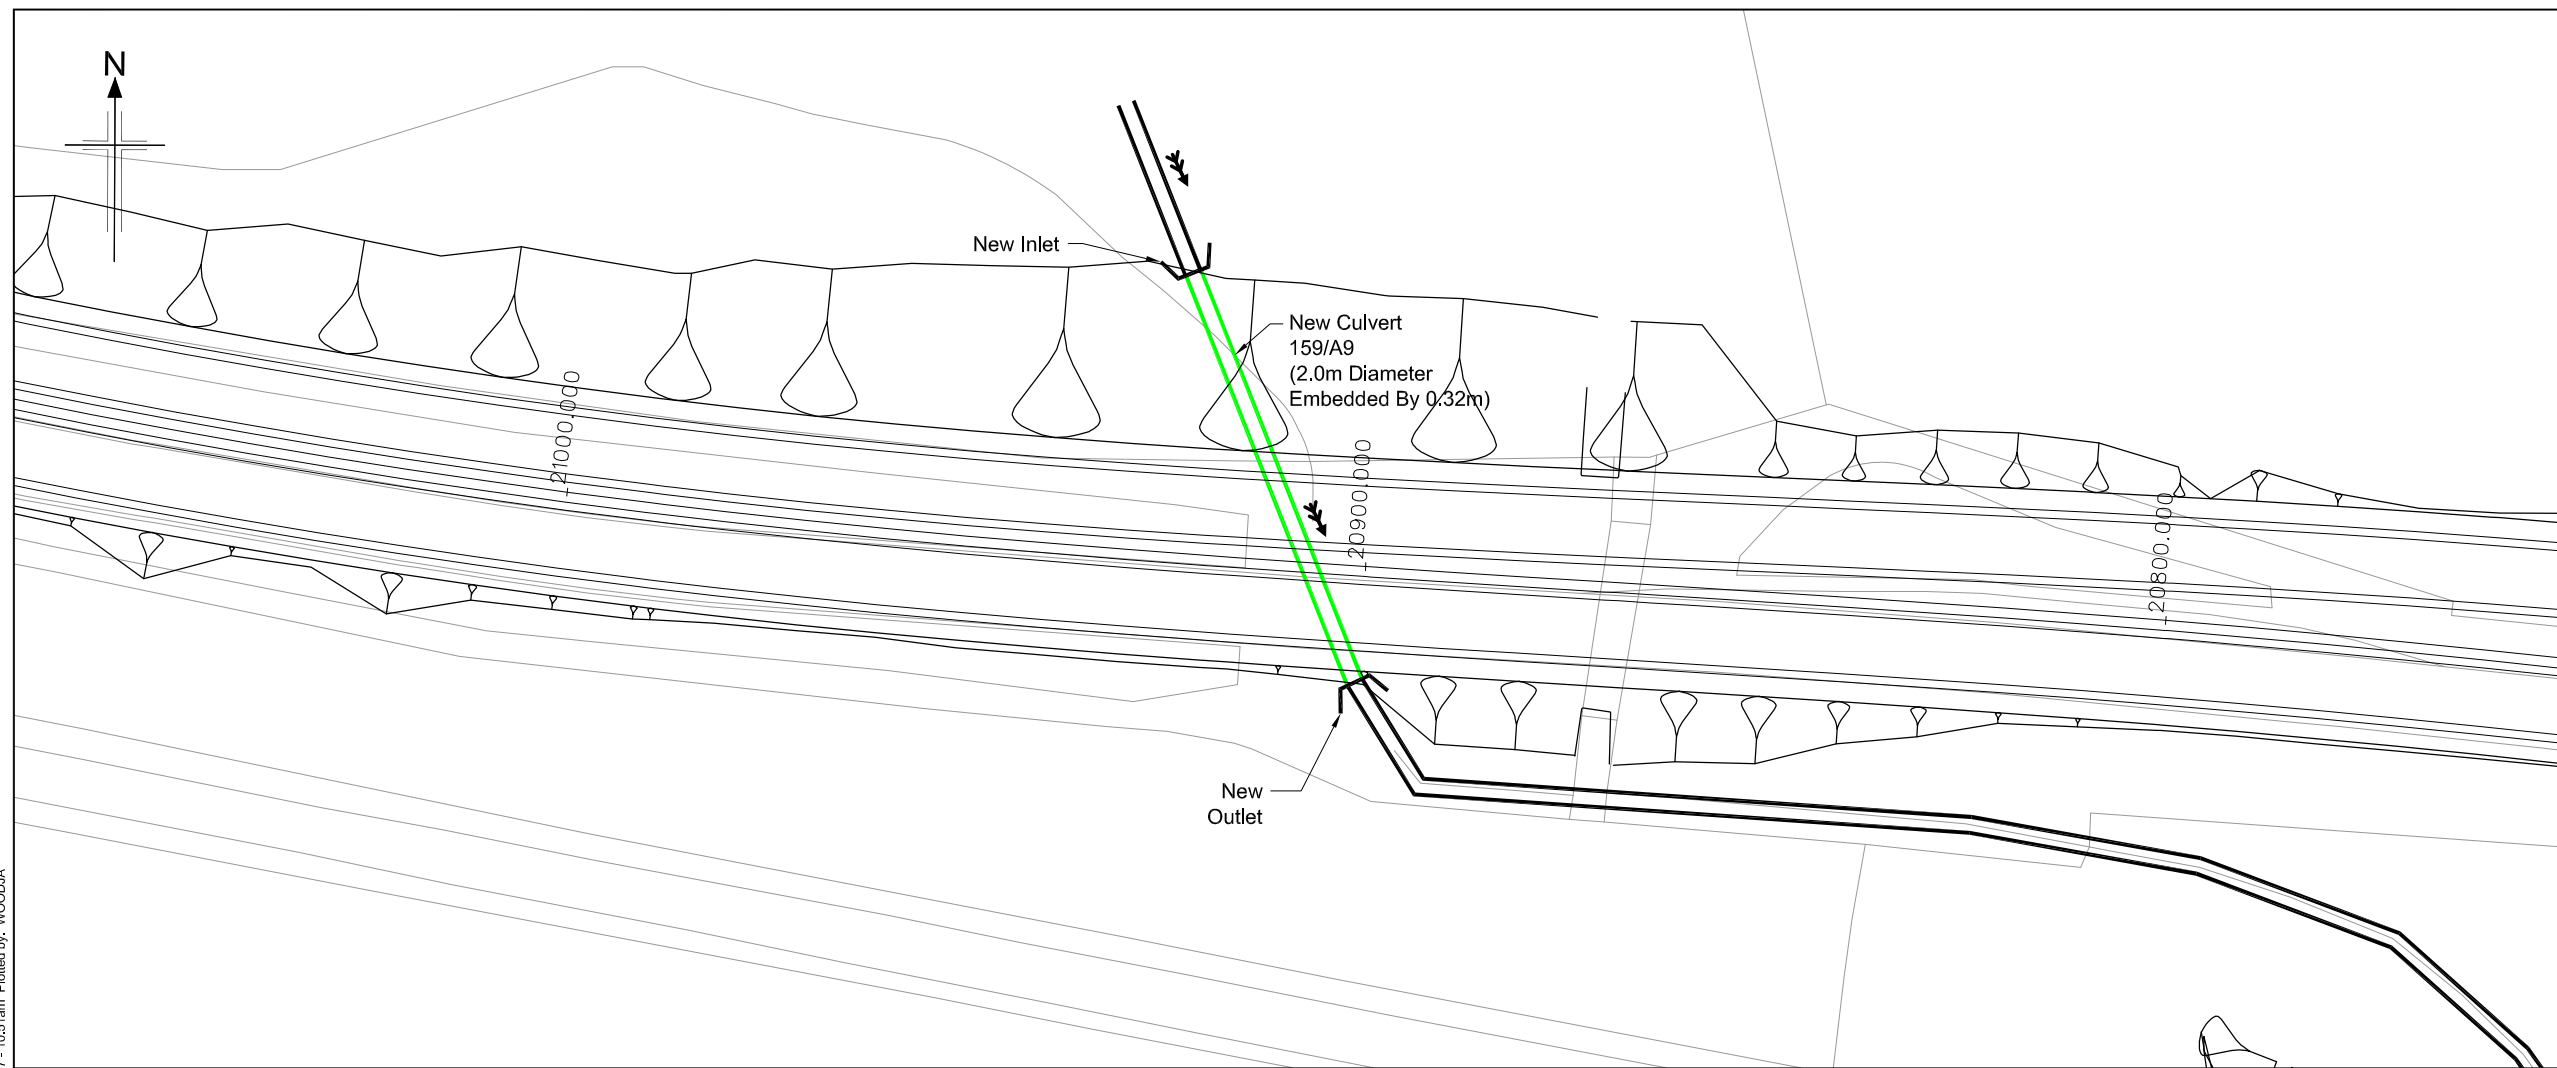 N
New Inlet
New Culvert
159/A9
(2.0m Diameter
Embedded By 0.32m)
21000.000
20900.000
20800.000
New
Outlet